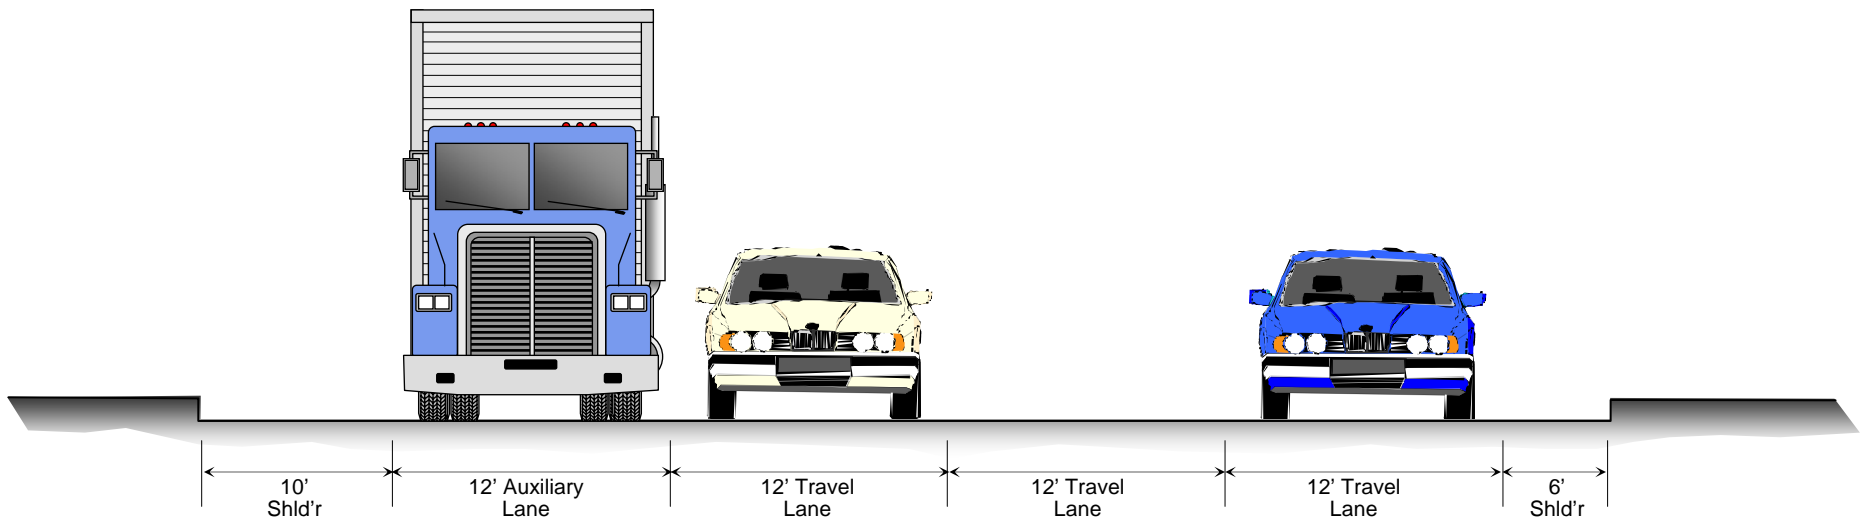 10’
Shld’r
12’ Auxiliary
Lane
12’ Travel
Lane
12’ Travel
Lane
12’ Travel
Lane
6’
Shld’r